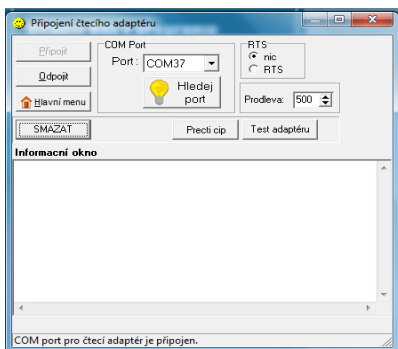 Připojení čtecího adaptéru
Připojit
Odpojit
Hlavní menu
COM Port
Port: COM37
Hledej
port
RTS
nic
RTS
Prodleva: 500
SMAZAT
Precti cip
Test adaptéru
Informacní okno
COM port pro čtecí adaptér je připojen.